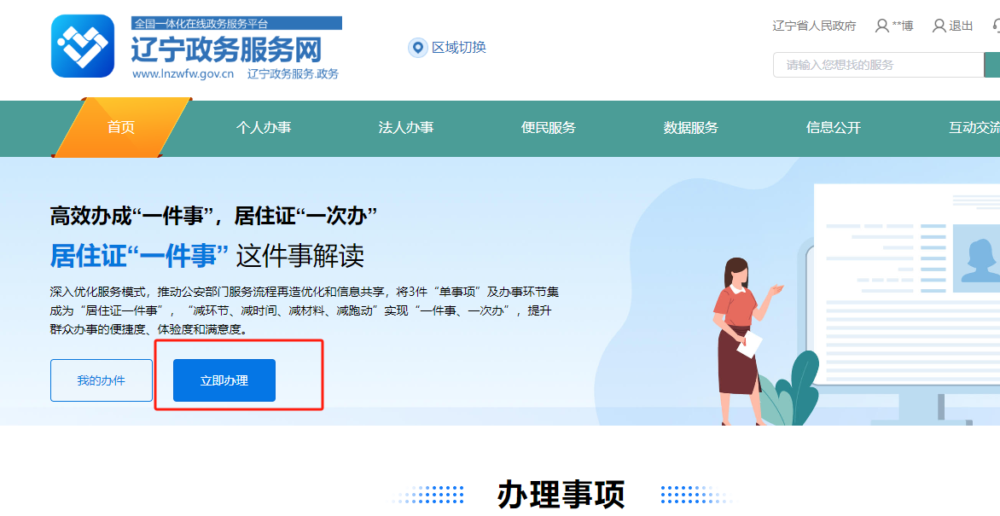 全国一体化在线政务服务平台
辽宁政务服务网
www.lnzwfw.gov.cn 辽宁政务服务.政务
区域切换
辽宁省人民政府 **博 退出
请输入您想找的服务
首页 个人办事 法人办事 便民服务 数据服务 信息公开 互动交流
高效办成“一件事”，居住证“一次办”
居住证“一件事” 这件事解读
深入优化服务模式，推动公安部门服务流程再造优化和信息共享，将3件“单事项”及办事环节集
成为“居住证一件事”，“减环节、减时间、减材料、减跑动”实现“一件事、一次办”，提升
群众办事的便捷度、体验度和满意度。
我的办件 立即办理
办理事项